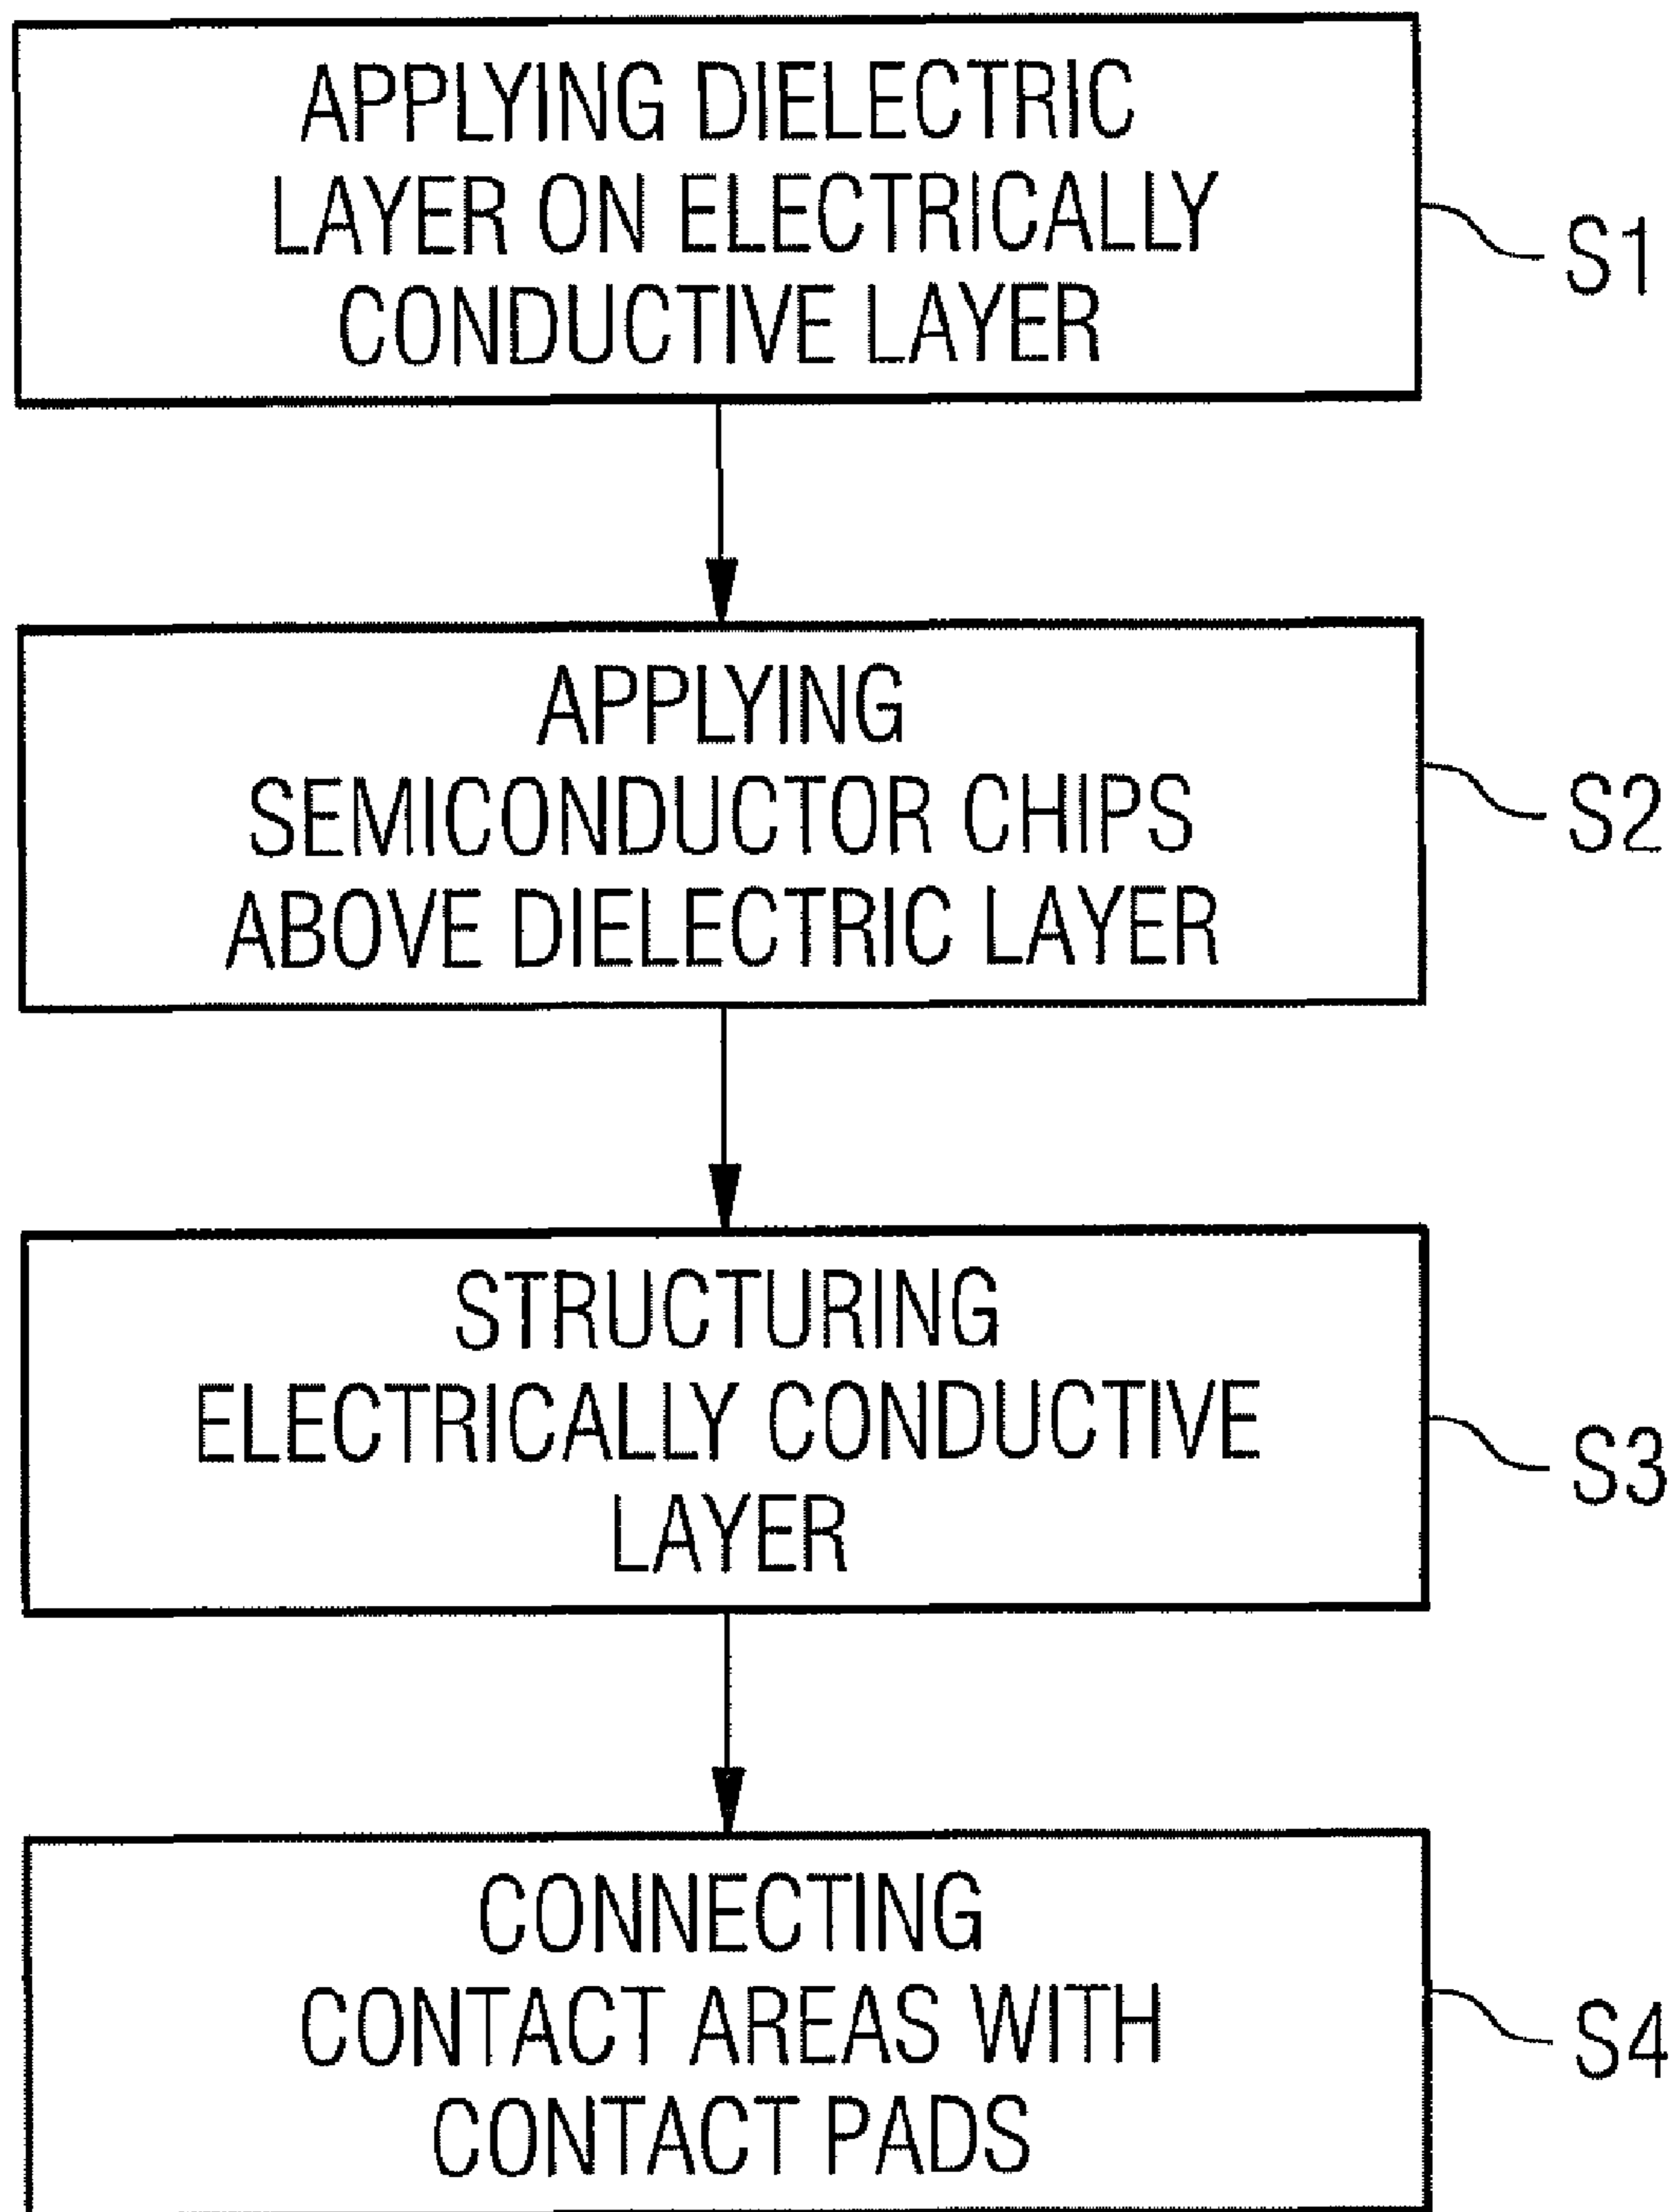 APPLYING DIELECTRIC
LAYER ON ELECTRICALLY
CONDUCTIVE LAYER
S1
APPLYING
SEMICONDUCTOR CHIPS
ABOVE DIELECTRIC LAYER
S2
STRUCTURING
ELECTRICALLY CONDUCTIVE
LAYER
S3
CONNECTING
CONTACT AREAS WITH
CONTACT PADS
S4